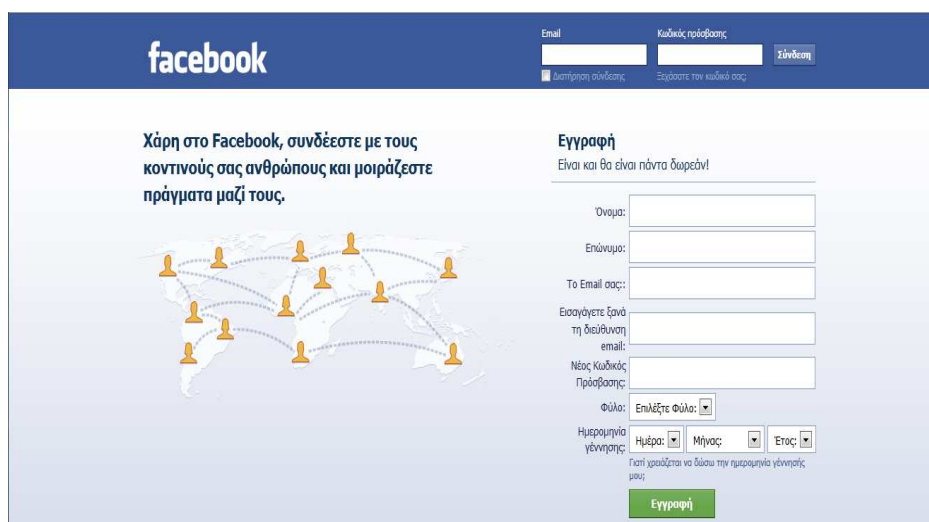 facebook
Email
Κωδικός πρόσβασης
Σύνδεση
Διατήρηση σύνδεσης
Ξεχάσατε τον κωδικό σας;
Χάρη στο Facebook, συνδέεστε με τους
κοντινούς σας ανθρώπους και μοιράζεστε
πράγματα μαζί τους.
Εγγραφή
Είναι και θα είναι πάντα δωρεάν!
Όνομα:
Επώνυμο:
Το Email σας::
Εισαγάγετε ξανά
τη διεύθυνση
email:
Νέος Κωδικός
Πρόσβασης:
Φύλο: Επιλέξτε Φύλο:
Ημερομηνία
γέννησης:
Ημέρα: Μήνας: Έτος:
Γιατί χρειάζεται να δώσω την ημερομηνία γέννησής
μου;
Εγγραφή